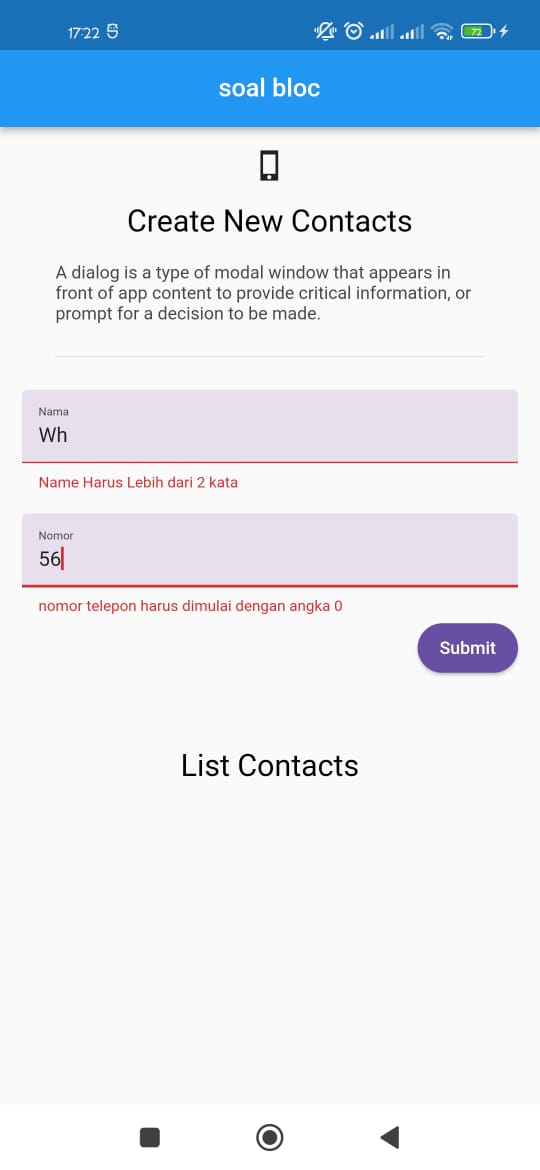 17:22
72
soal bloc
Create New Contacts
A dialog is a type of modal window that appears in
front of app content to provide critical information, or
prompt for a decision to be made.
Nama
Wh
Name Harus Lebih dari 2 kata
Nomor
56
nomor telepon harus dimulai dengan angka 0
Submit
List Contacts